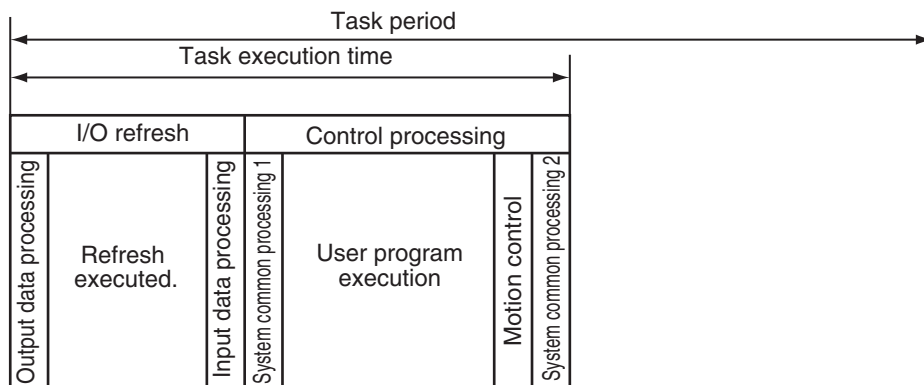 Task period
Task execution time
I/O refresh
Control processing
Output data processing
Refresh
executed.
Input data processing
System common processing 1
User program
execution
Motion control
System common processing 2